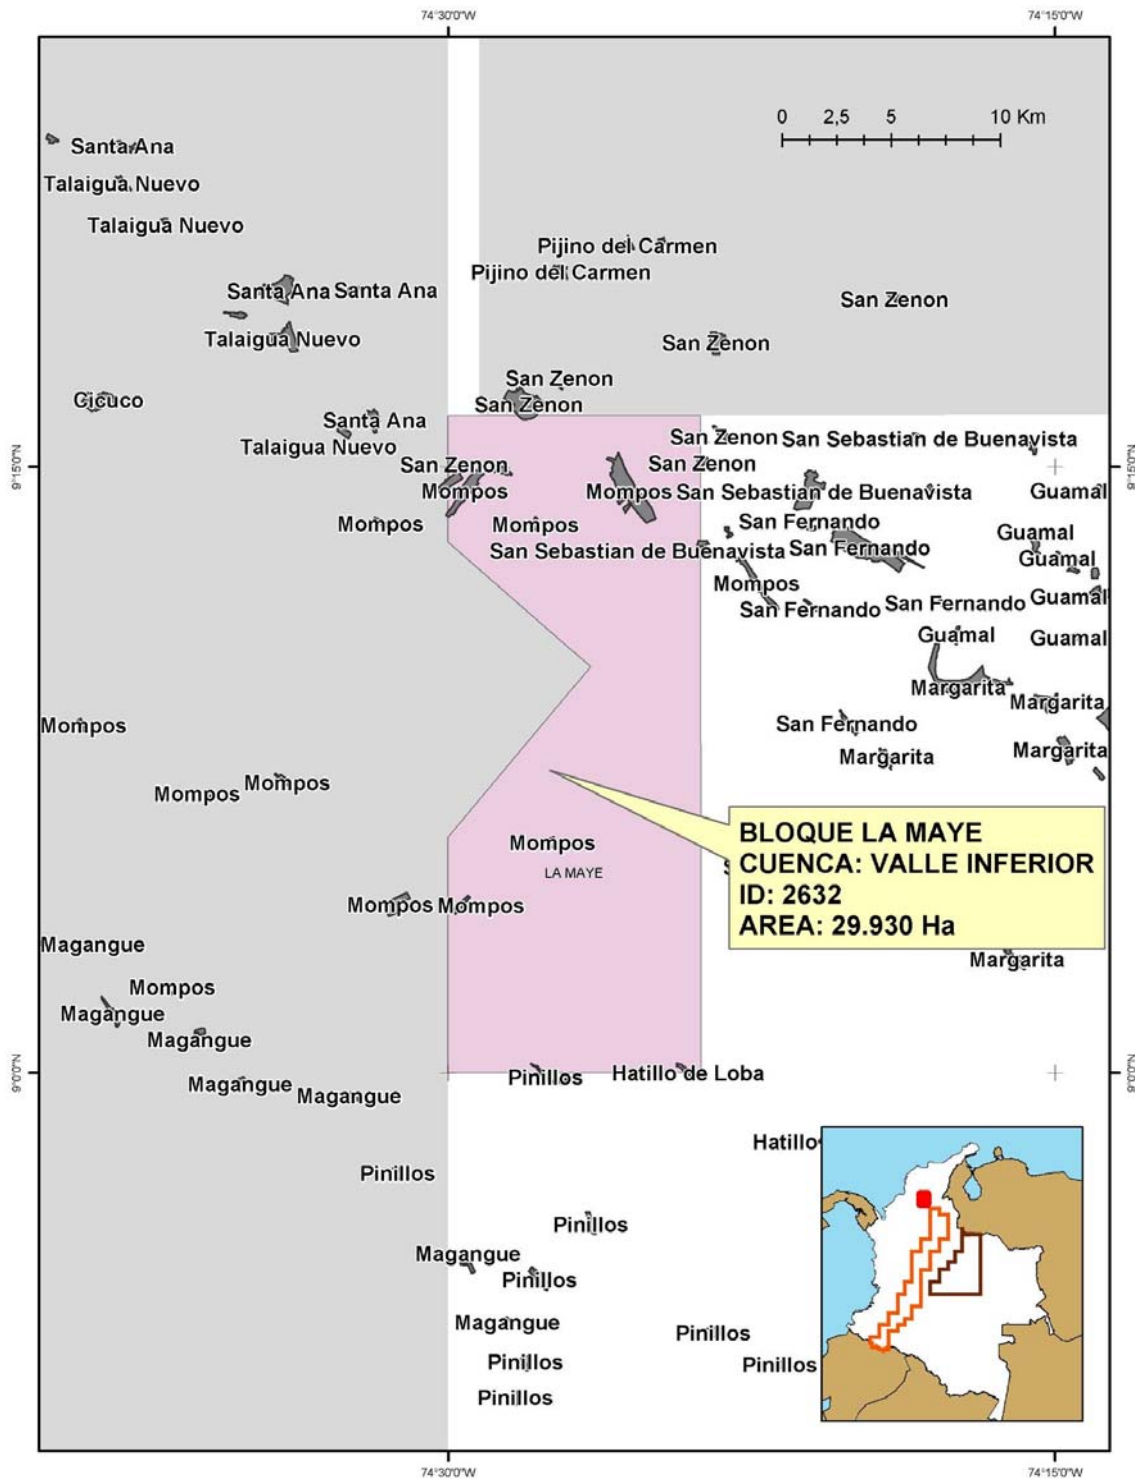 74°30'0"W
74°15'0"W
0 2,5 5 10 Km
Santa Ana
Talaigua Nuevo
Talaigua Nuevo
Pijino del Carmen
Pijino del Carmen
Santa Ana
Santa Ana
San Zenon
Talaigua Nuevo
San Zenon
San Zenon
Cicuco
San Zenon
Santa Ana
San Zenon
San Sebastian de Buenavista
Talaigua Nuevo
9°15'0"N
San Zenon
San Zenon
Mompos
Mompos
San Sebastian de Buenavista
Guamal
Mompos
Mompos
San Fernando
Guamal
San Sebastian de Buenavista
San Fernando
Guamal
Mompos
San Fernando
San Fernando
Guamal
Guamal
Guamal
Margarita
Margarita
Mompos
San Fernando
Margarita
Margarita
Mompos
Mompos
BLOQUE LA MAYE
CUENCA: VALLE INFERIOR
ID: 2632
AREA: 29.930 Ha
Mompos
LA MAYE
Mompos
Mompos
Magangue
Margarita
Mompos
Magangue
Magangue
9°0'0"N
Pinillos
Hatillo de Loba
Magangue
Magangue
Hatillo
Pinillos
Pinillos
Magangue
Pinillos
Magangue
Pinillos
Pinillos
Pinillos
Pinillos
74°30'0"W
74°15'0"W